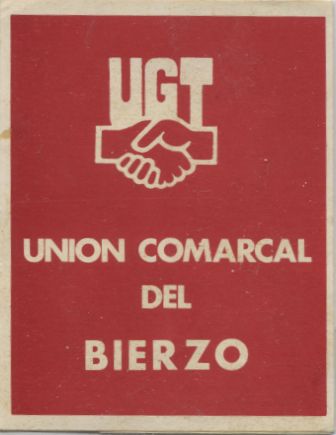 UGT
UNION COMARCAL
DEL
BIERZO